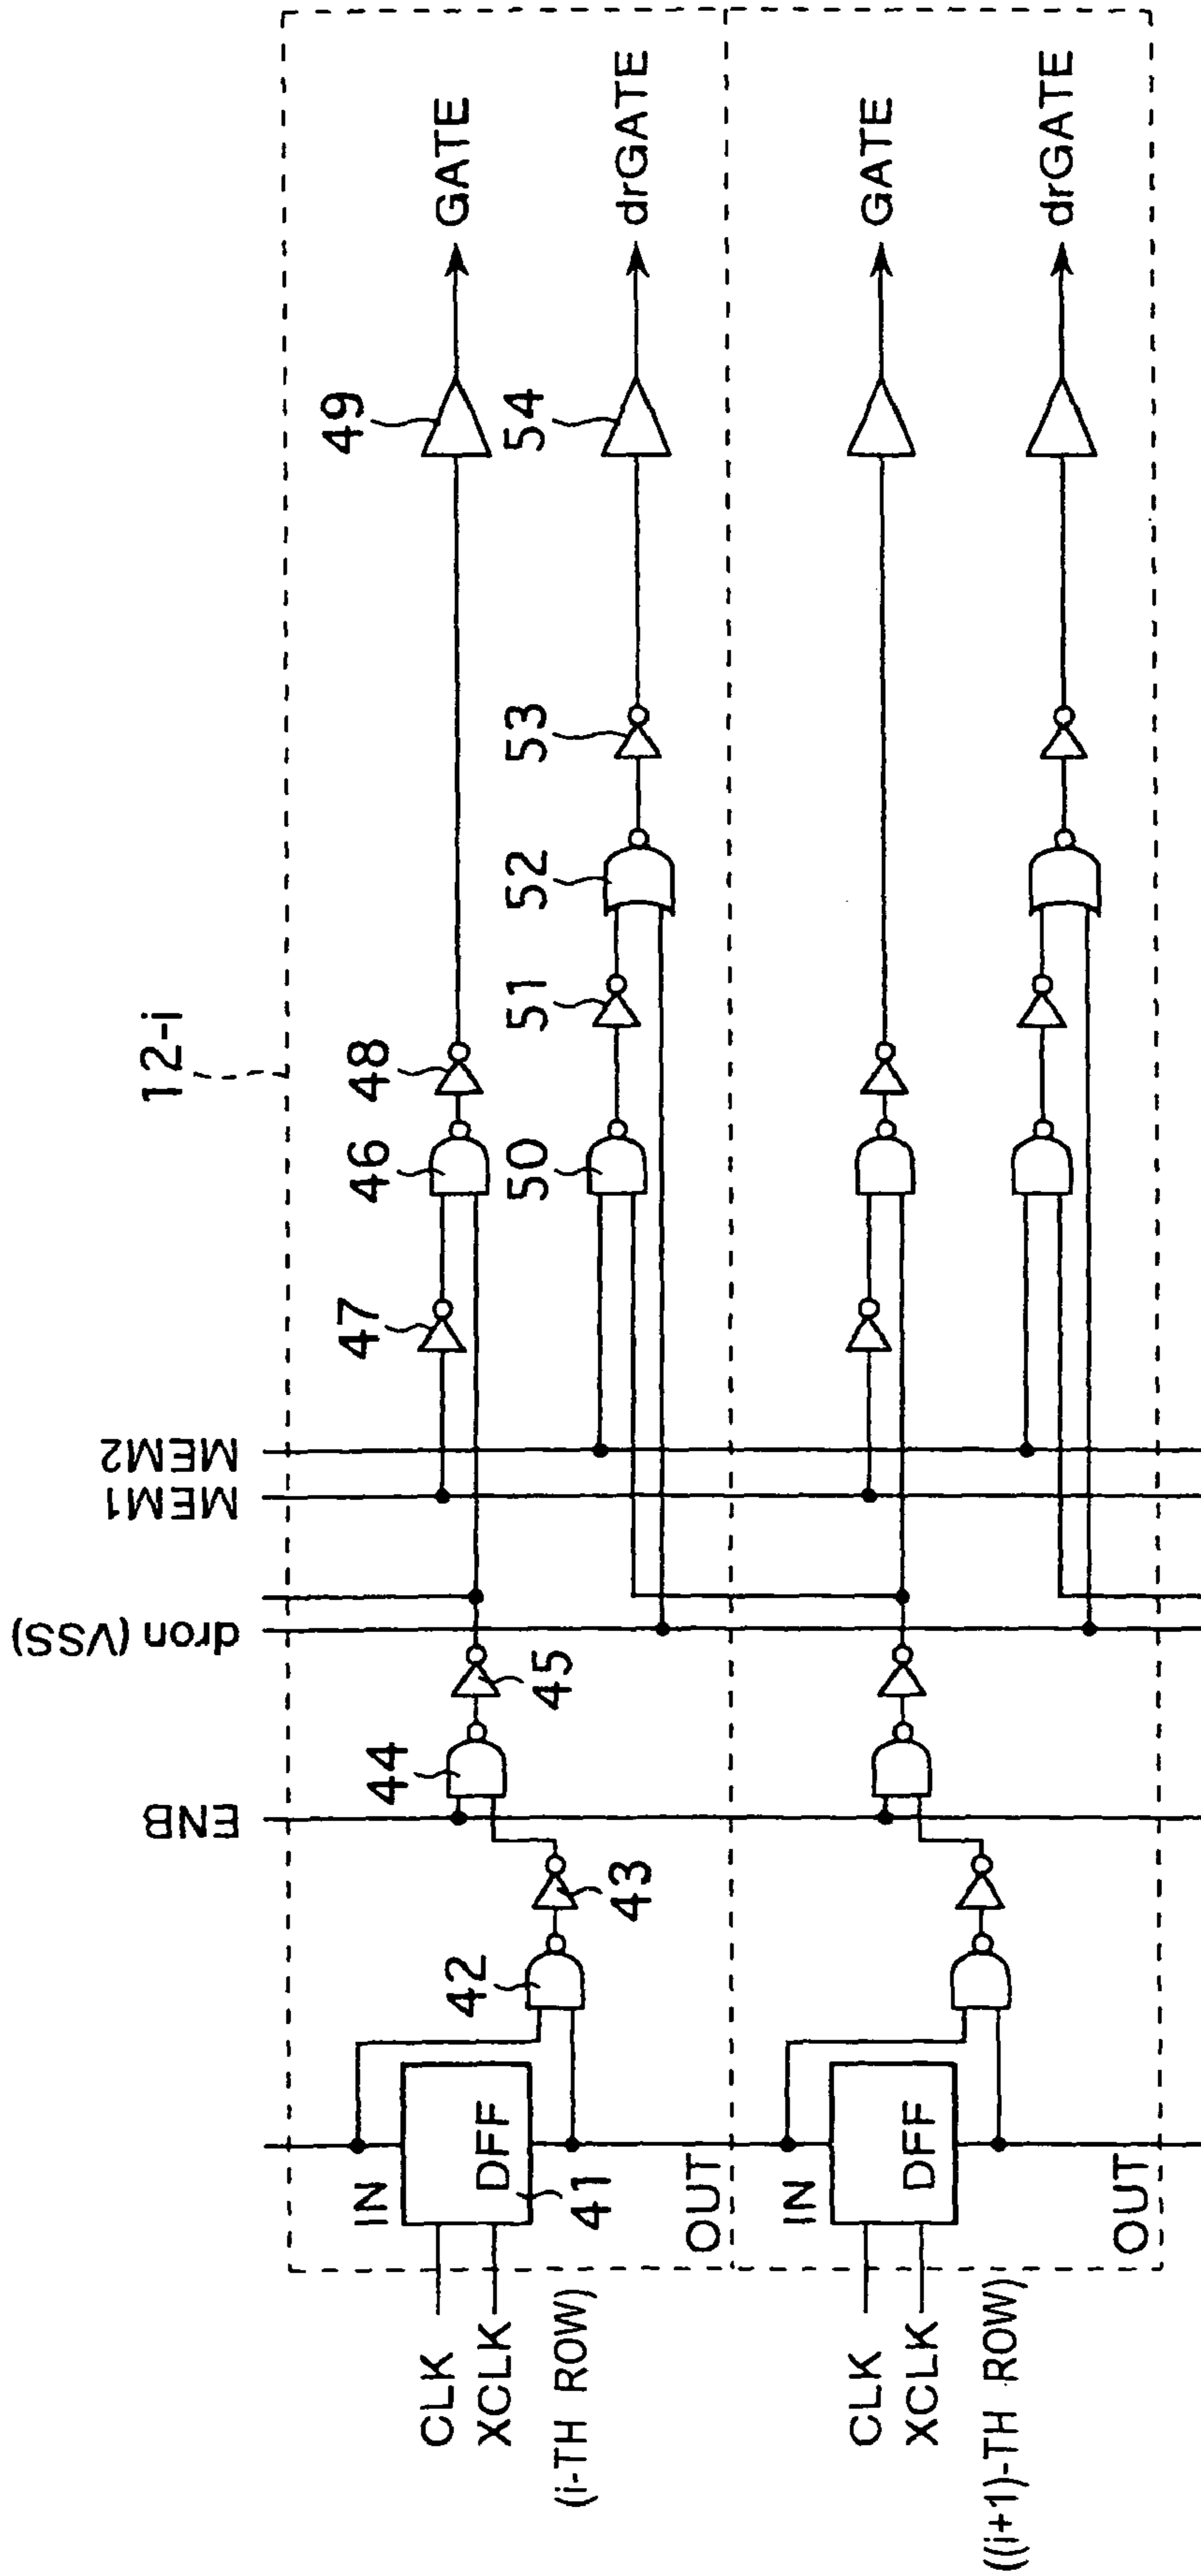 12-i
ENB
dron (VSS)
MEM1
MEM2
CLK
XCLK
(i-TH ROW)
IN
DFF
41
OUT
42
43
44
45
47
46
48
49
GATE
50
51
52
53
54
drGATE
CLK
XCLK
((i+1)-TH ROW)
IN
DFF
OUT
GATE
drGATE